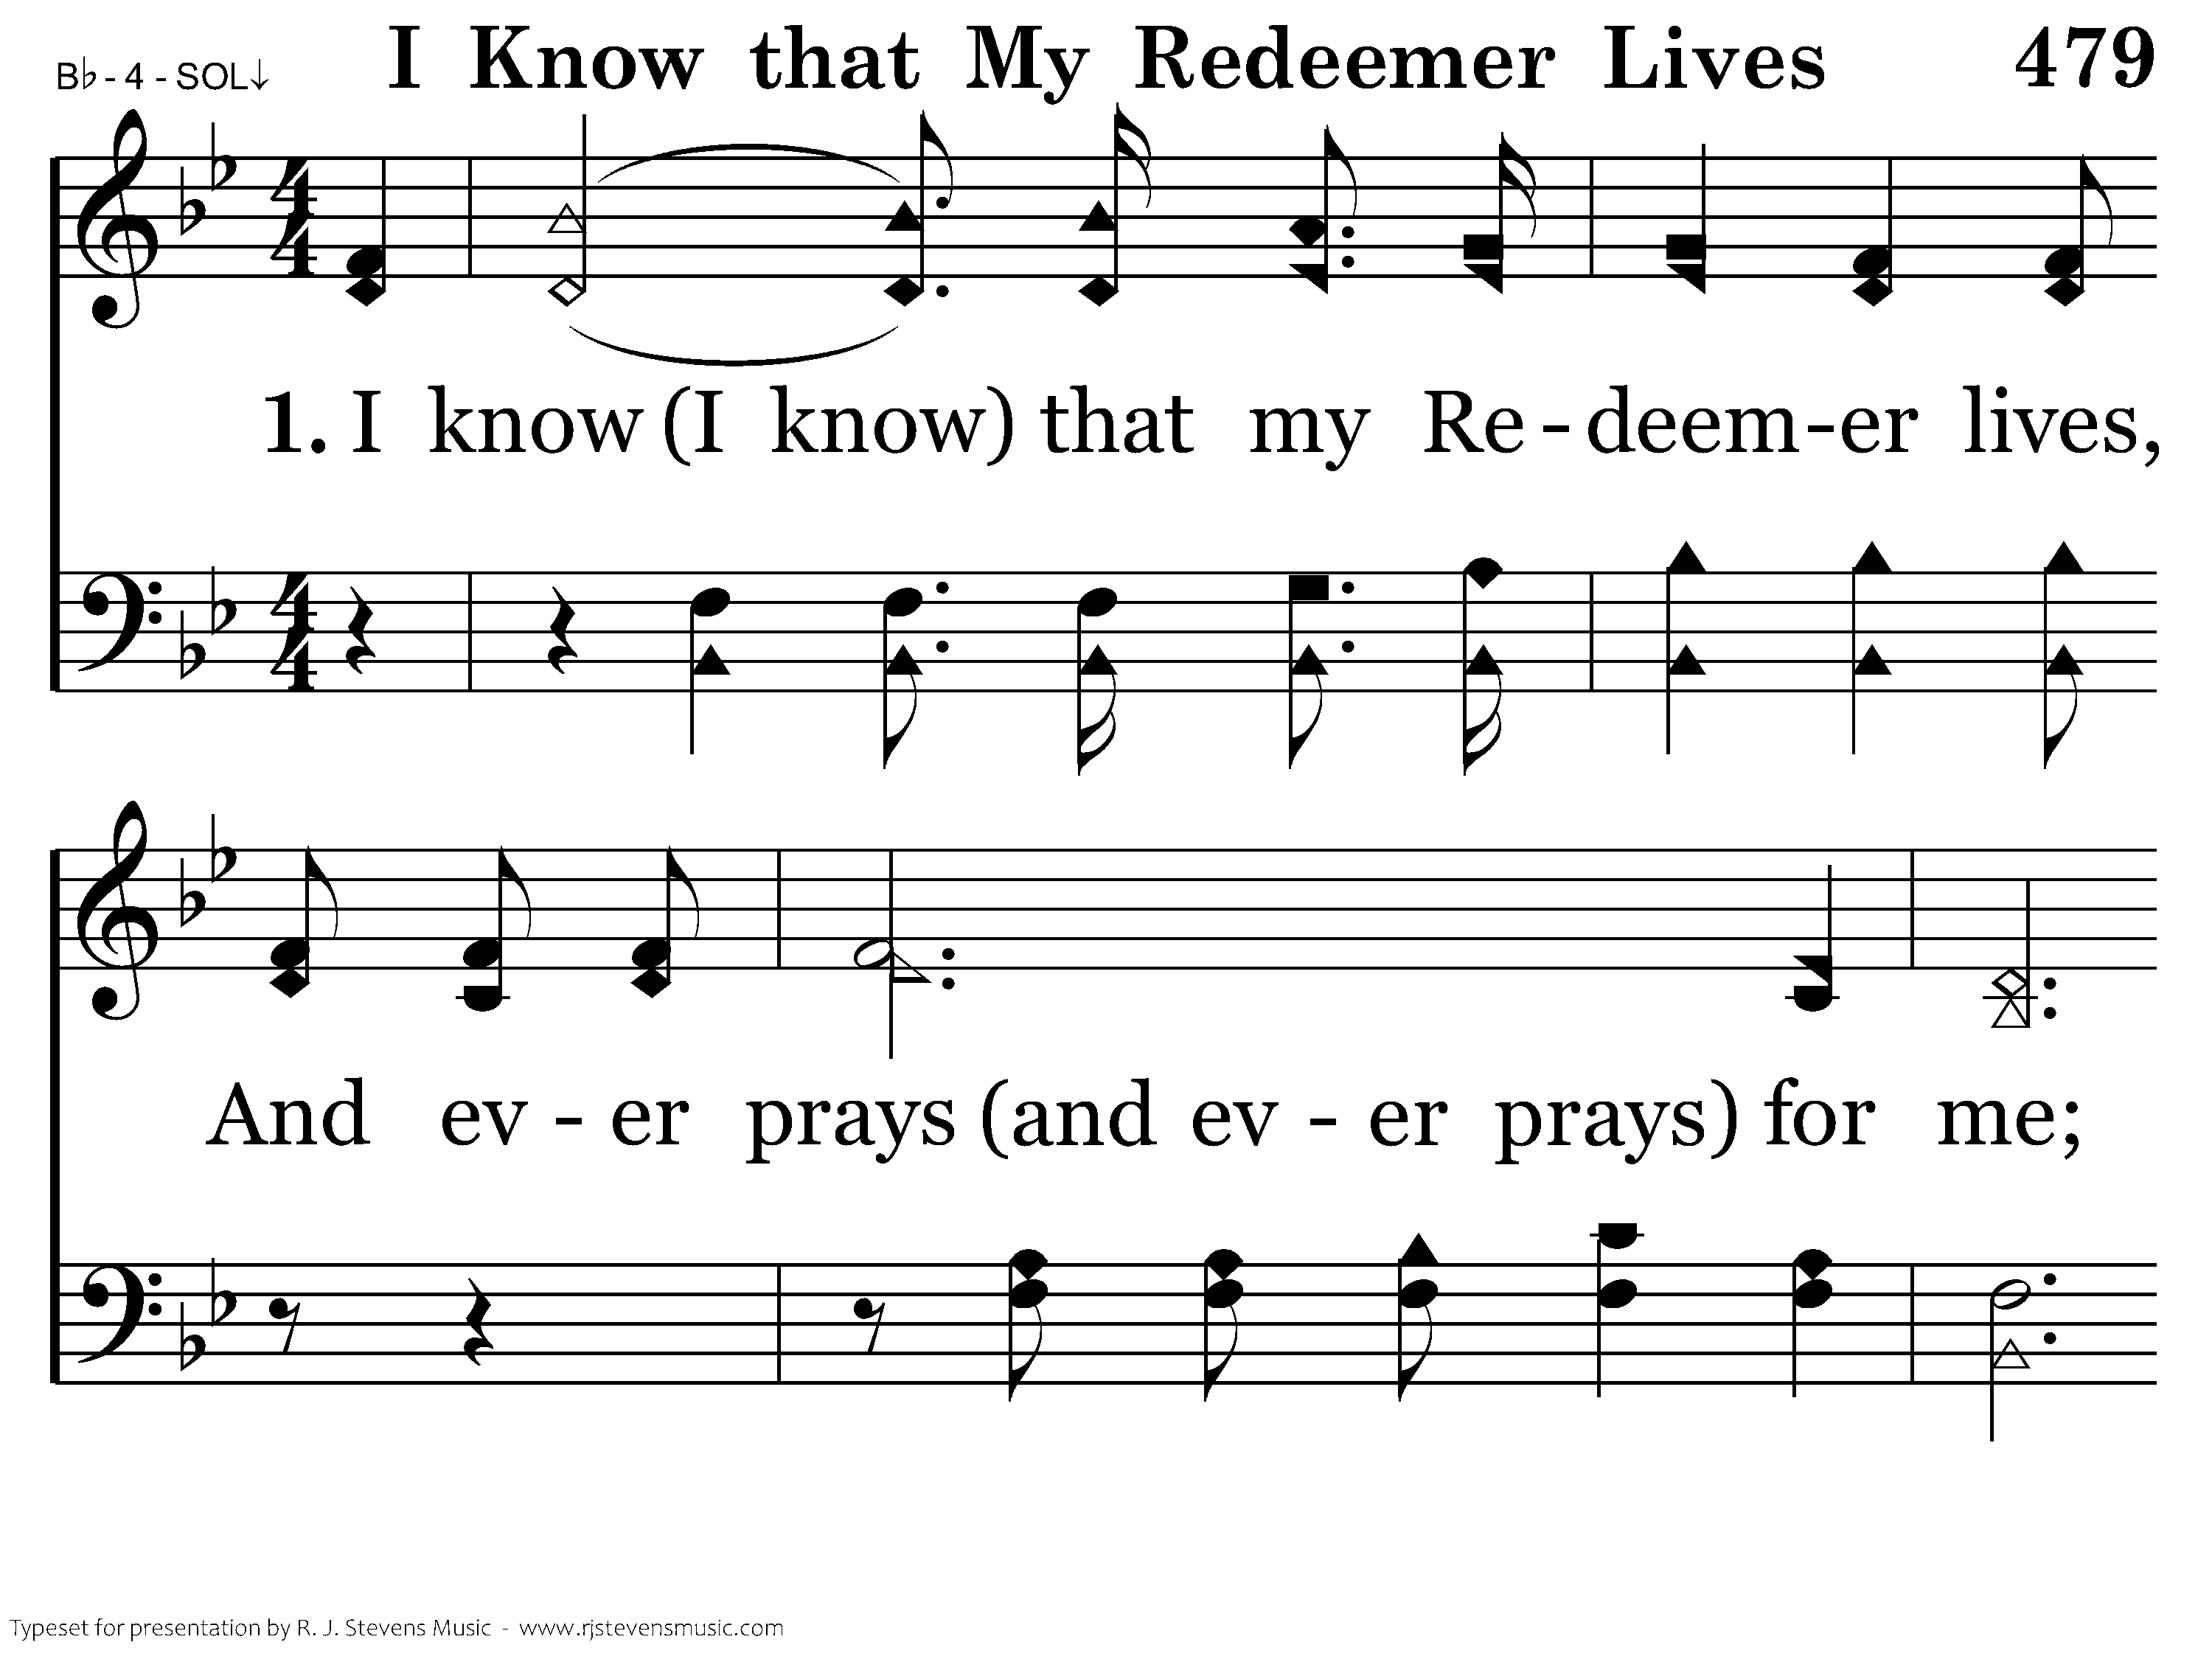 B♭ - 4 - SOL↓ I Know that My Redeemer Lives 479
1. I know (I know) that my Re - deem-er lives,
And ev - er prays (and ev - er prays) for me;
Typeset for presentation by R. J. Stevens Music - www.rjstevensmusic.com